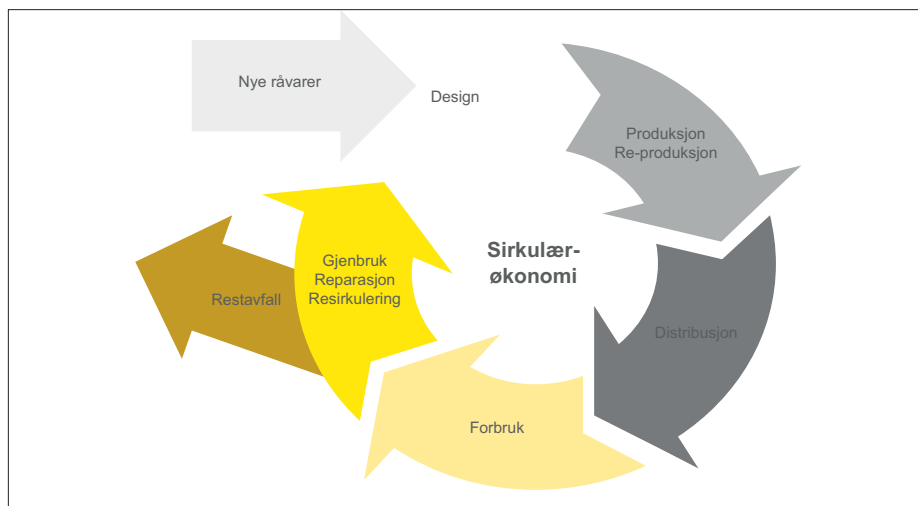 Nye råvarer
Design
Produksjon
Re-produksjon
Sirkulær-
økonomi
Gjenbruk
Reparasjon
Resirkulering
Restavfall
Distribusjon
Forbruk